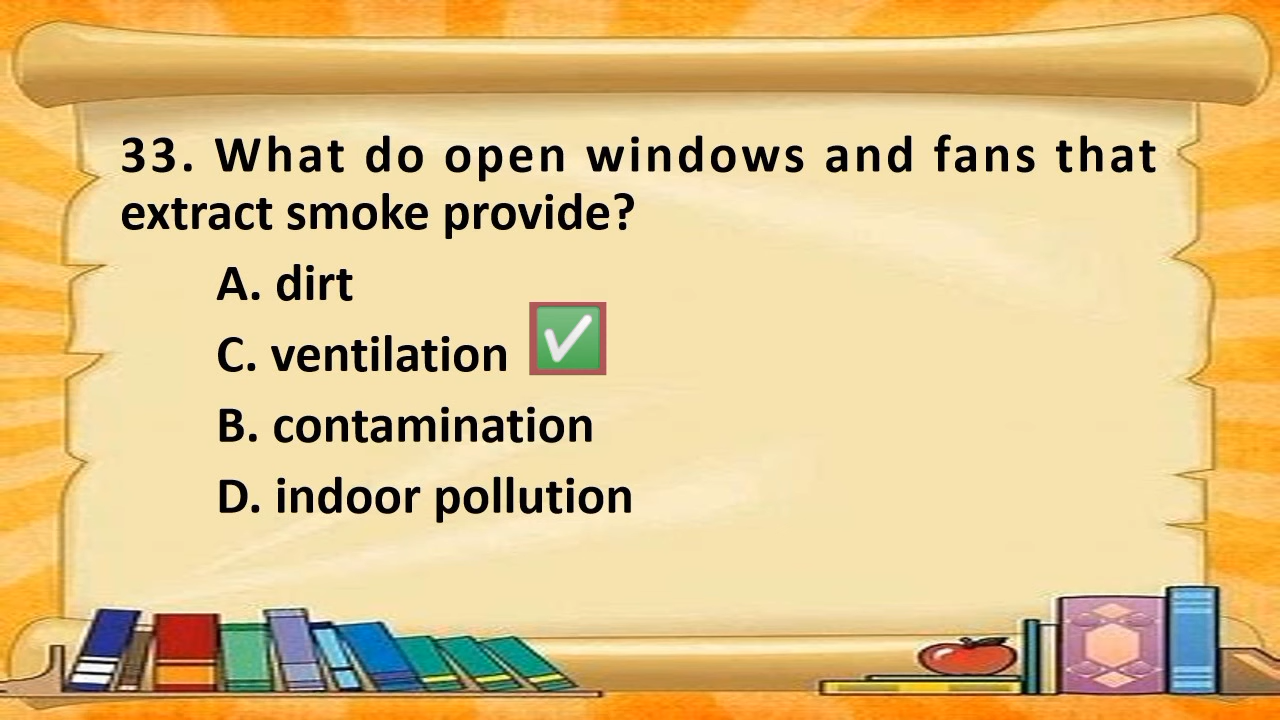 33. What do open windows and fans that
extract smoke provide?
A. dirt
C. ventilation ✅
B. contamination
D. indoor pollution